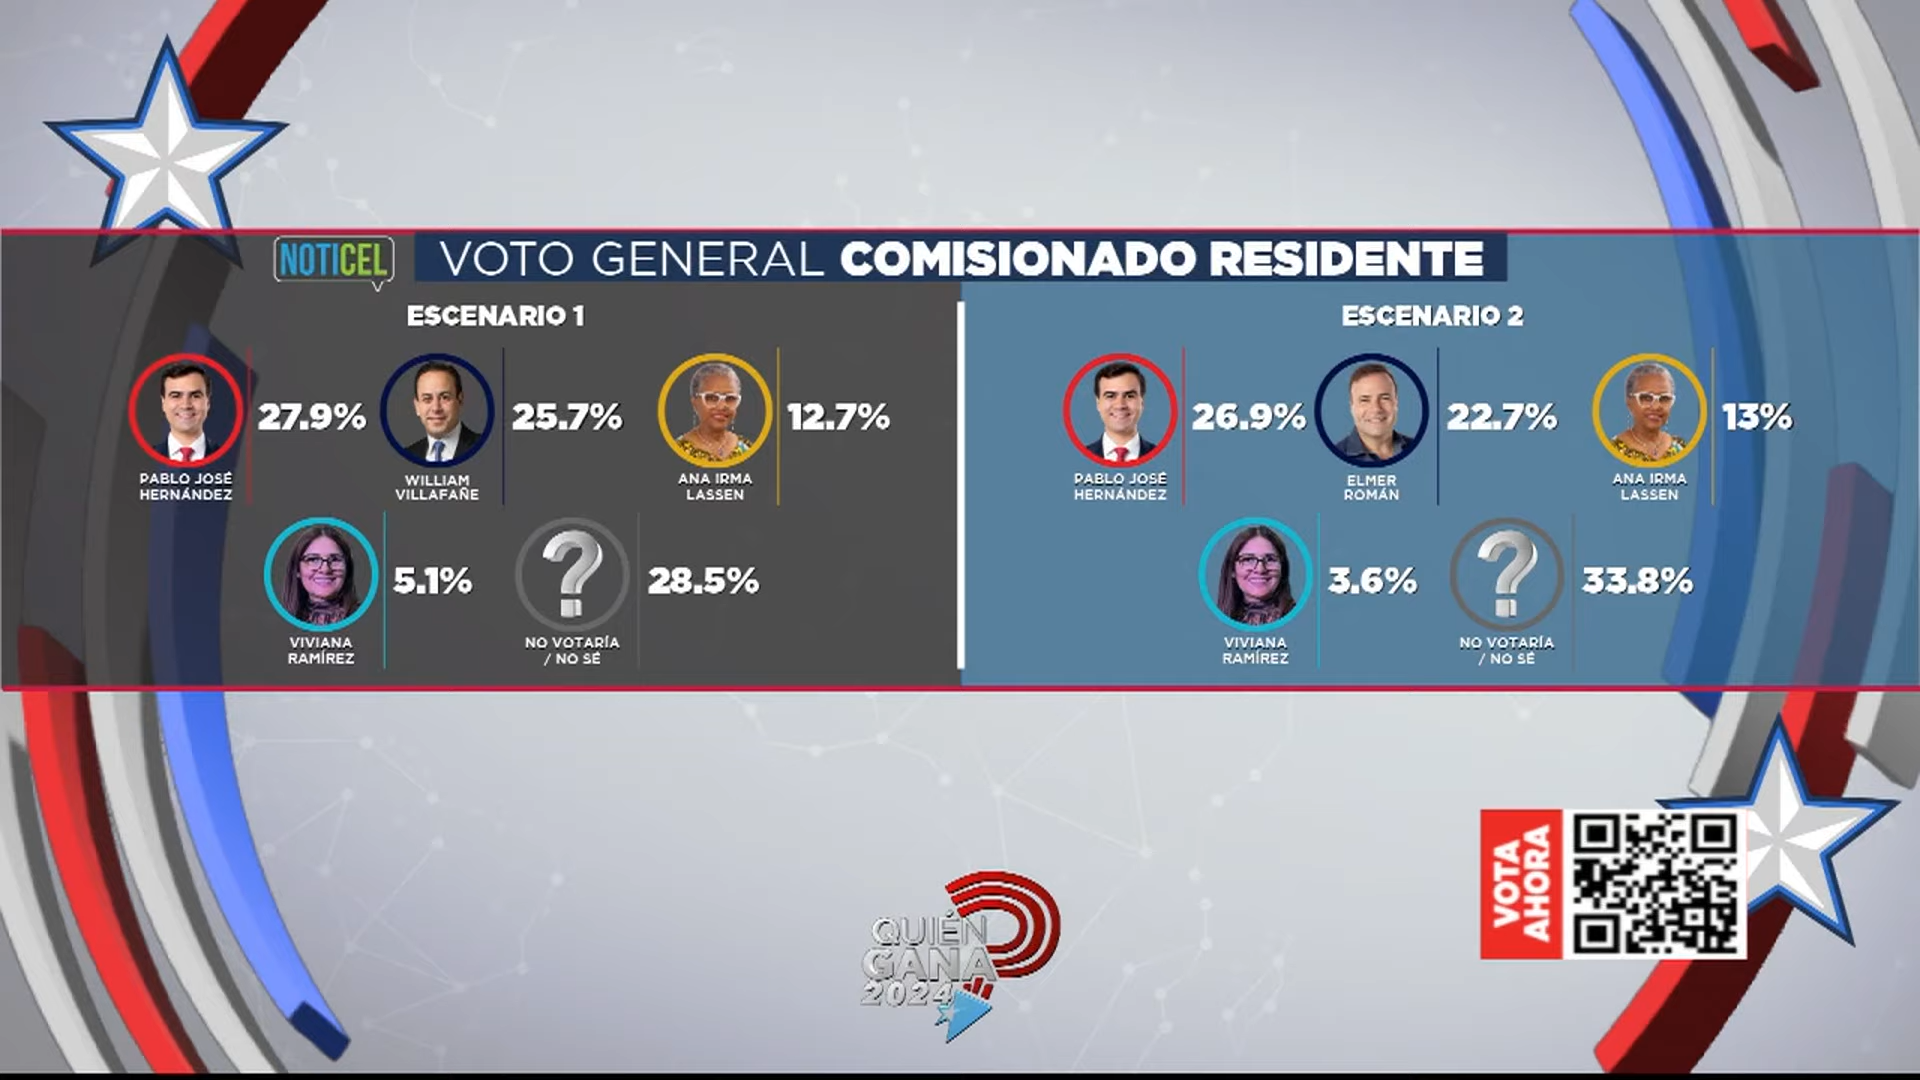 NOTICEL
VOTO GENERAL COMISIONADO RESIDENTE
ESCENARIO 1
27.9%
PABLO JOSÉ
HERNÁNDEZ
25.7%
WILLIAM
VILLAFAÑE
12.7%
ANA IRMA
LASSEN
5.1%
VIVIANA
RAMÍREZ
?
28.5%
NO VOTARÍA
/ NO SÉ
ESCENARIO 2
26.9%
PABLO JOSÉ
HERNÁNDEZ
22.7%
ELMER
ROMÁN
13%
ANA IRMA
LASSEN
3.6%
VIVIANA
RAMÍREZ
?
33.8%
NO VOTARÍA
/ NO SÉ
QUIÉN
GANA
2024
VOTA
AHORA